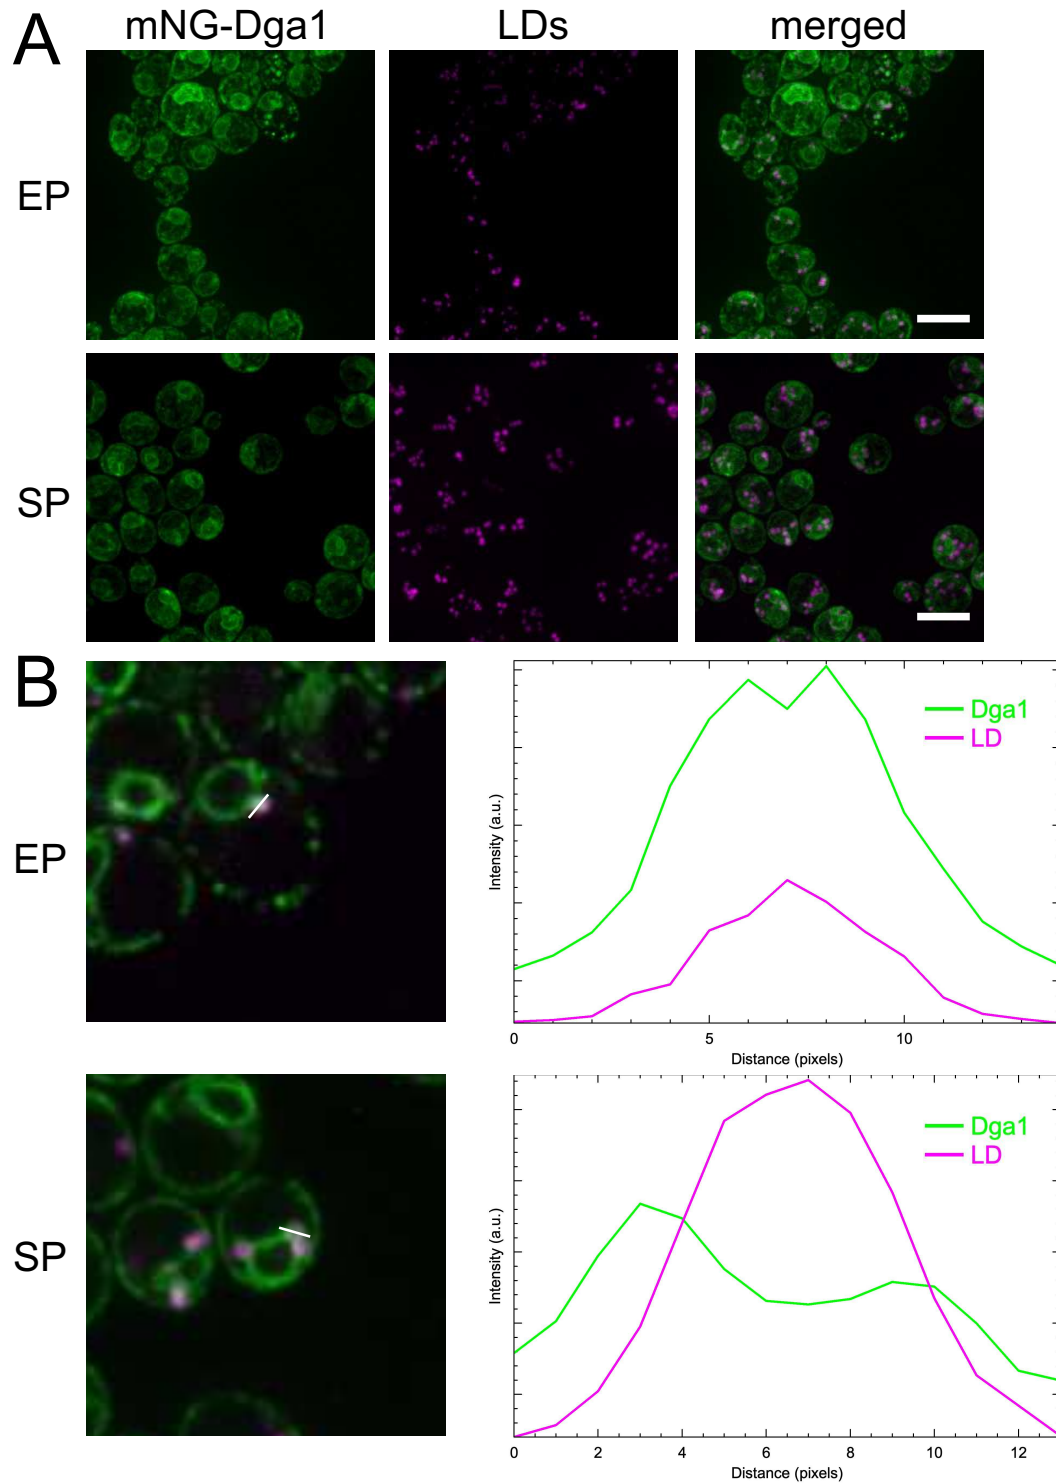 A
mNG-Dga1 LDs merged
EP
SP
B
EP
Dga1
LD
Intensity (a.u.)
0 5 10
Distance (pixels)
SP
Dga1
LD
Intensity (a.u.)
0 2 4 6 8 10 12
Distance (pixels)